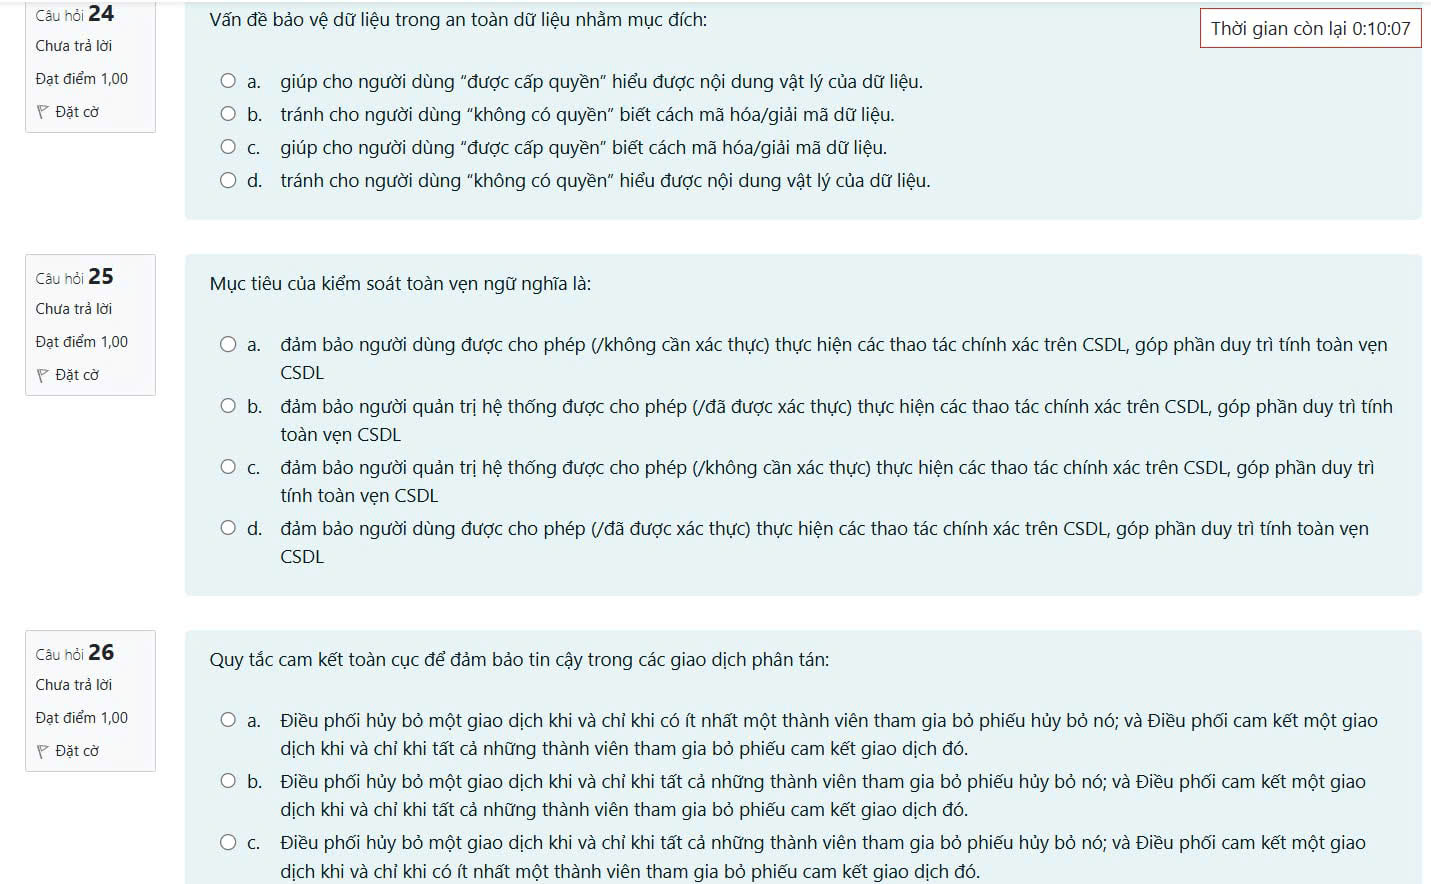 Câu hỏi 24
Chưa trả lời
Đạt điểm 1,00
Đặt cờ
Vấn đề bảo vệ dữ liệu trong an toàn dữ liệu nhằm mục đích:
Thời gian còn lại 0:10:07
a. giúp cho người dùng "được cấp quyền" hiểu được nội dung vật lý của dữ liệu.
b. tránh cho người dùng "không có quyền" biết cách mã hóa/giải mã dữ liệu.
c. giúp cho người dùng "được cấp quyền" biết cách mã hóa/giải mã dữ liệu.
d. tránh cho người dùng "không có quyền" hiểu được nội dung vật lý của dữ liệu.
Câu hỏi 25
Chưa trả lời
Đạt điểm 1,00
Đặt cờ
Mục tiêu của kiểm soát toàn vẹn ngữ nghĩa là:
a. đảm bảo người dùng được cho phép (/không cần xác thực) thực hiện các thao tác chính xác trên CSDL, góp phần duy trì tính toàn vẹn
CSDL
b. đảm bảo người quản trị hệ thống được cho phép (/đã được xác thực) thực hiện các thao tác chính xác trên CSDL, góp phần duy trì tính
toàn vẹn CSDL
c. đảm bảo người quản trị hệ thống được cho phép (/không cần xác thực) thực hiện các thao tác chính xác trên CSDL, góp phần duy trì
tính toàn vẹn CSDL
d. đảm bảo người dùng được cho phép (/đã được xác thực) thực hiện các thao tác chính xác trên CSDL, góp phần duy trì tính toàn vẹn
CSDL
Câu hỏi 26
Chưa trả lời
Đạt điểm 1,00
Đặt cờ
Quy tắc cam kết toàn cục để đảm bảo tin cậy trong các giao dịch phân tán:
a. Điều phối hủy bỏ một giao dịch khi và chỉ khi có ít nhất một thành viên tham gia bỏ phiếu hủy bỏ nó; và Điều phối cam kết một giao
dịch khi và chỉ khi tất cả những thành viên tham gia bỏ phiếu cam kết giao dịch đó.
b. Điều phối hủy bỏ một giao dịch khi và chỉ khi tất cả những thành viên tham gia bỏ phiếu hủy bỏ nó; và Điều phối cam kết một giao
dịch khi và chỉ khi tất cả những thành viên tham gia bỏ phiếu cam kết giao dịch đó.
c. Điều phối hủy bỏ một giao dịch khi và chỉ khi tất cả những thành viên tham gia bỏ phiếu hủy bỏ nó; và Điều phối cam kết một giao
dịch khi và chỉ khi có ít nhất một thành viên tham gia bỏ phiếu cam kết giao dịch đó.